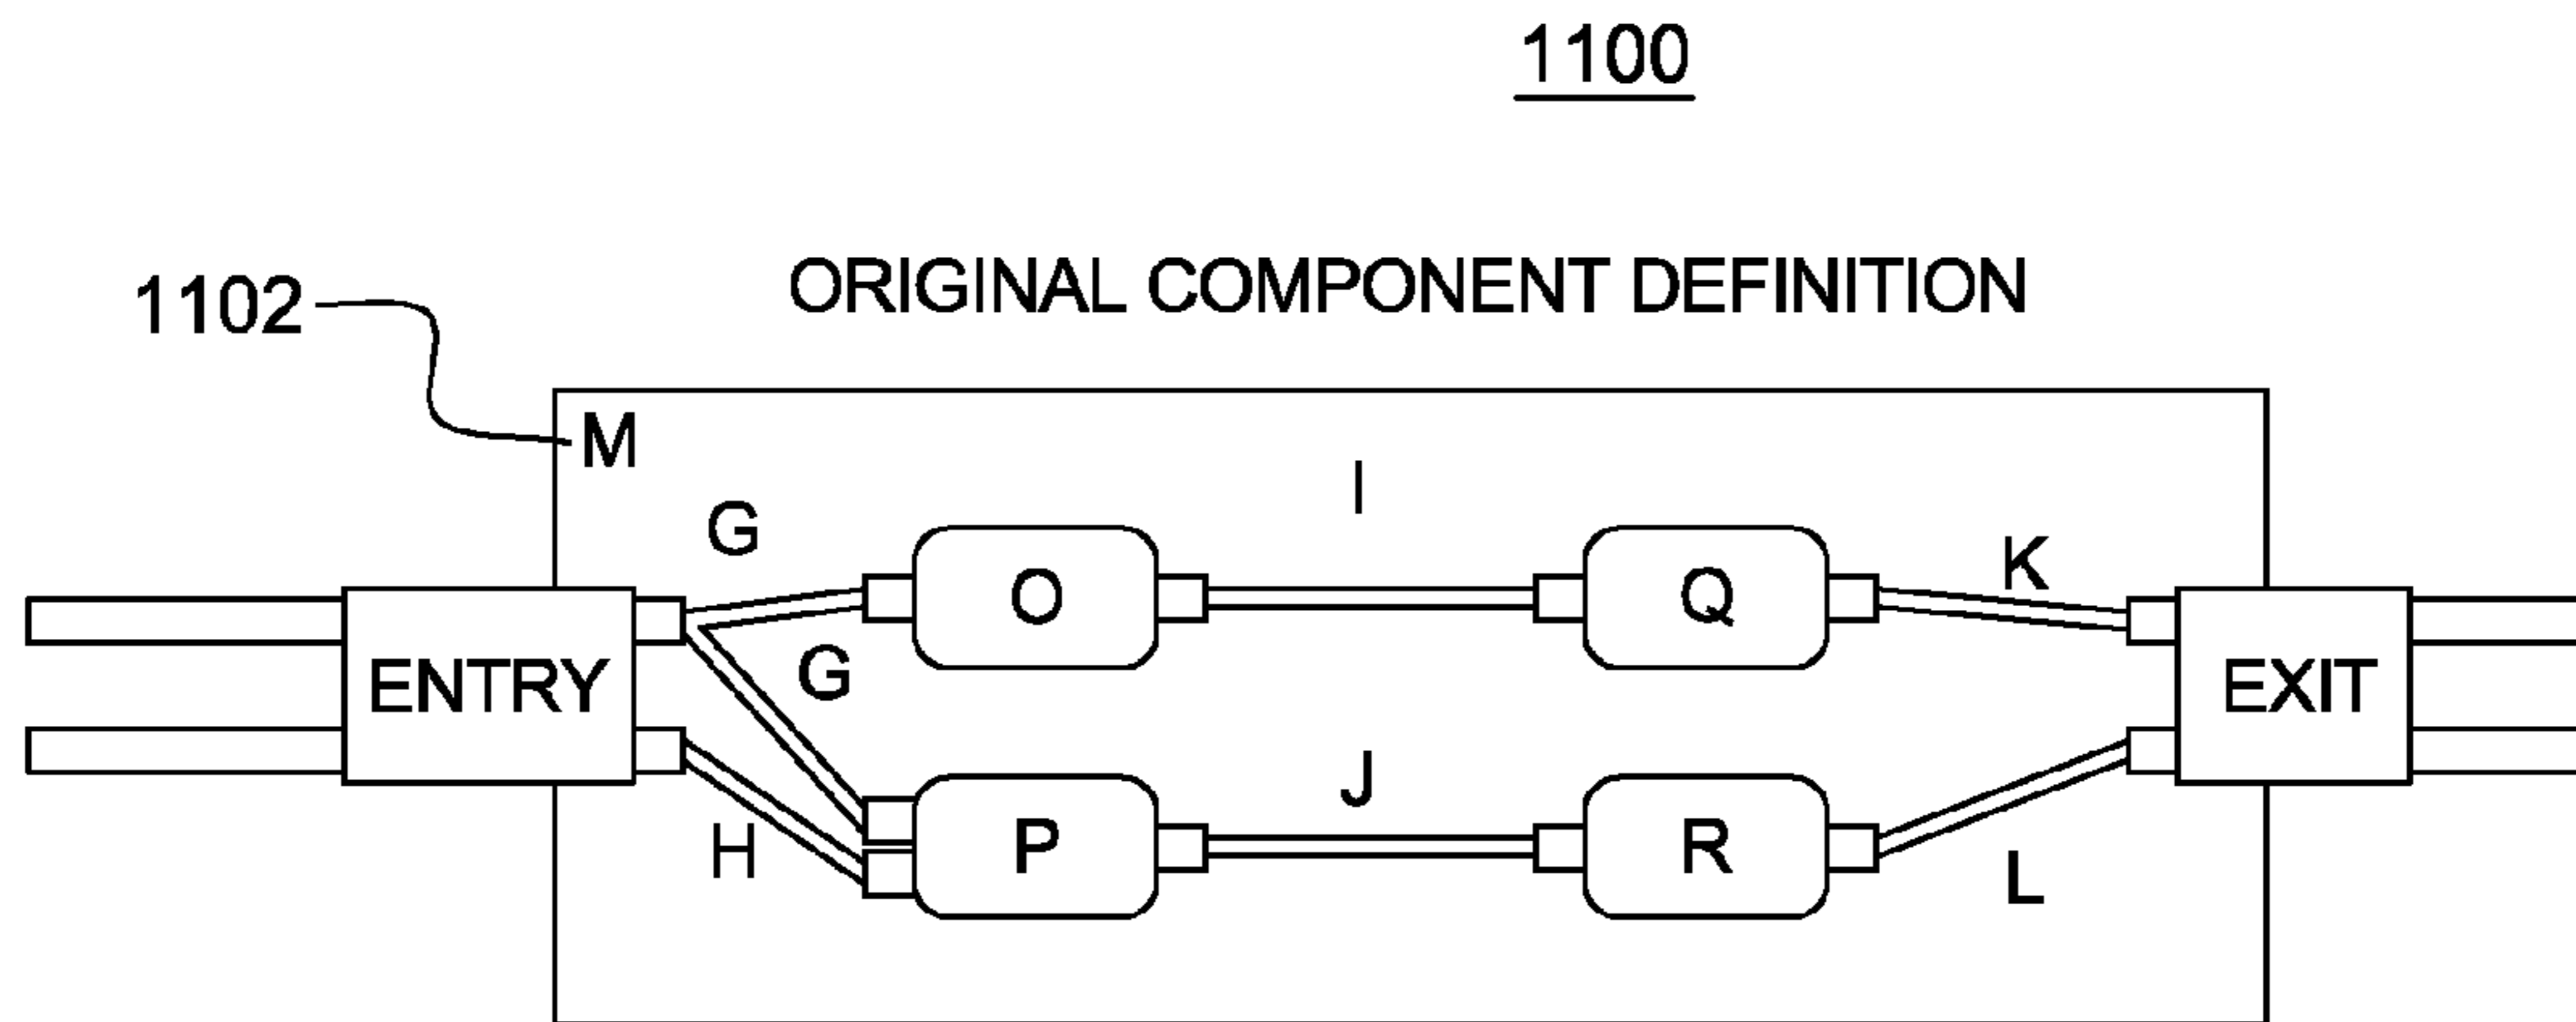 1100
ORIGINAL COMPONENT DEFINITION
1102
M
G
I
K
O
Q
G
ENTRY
EXIT
H
J
P
R
L